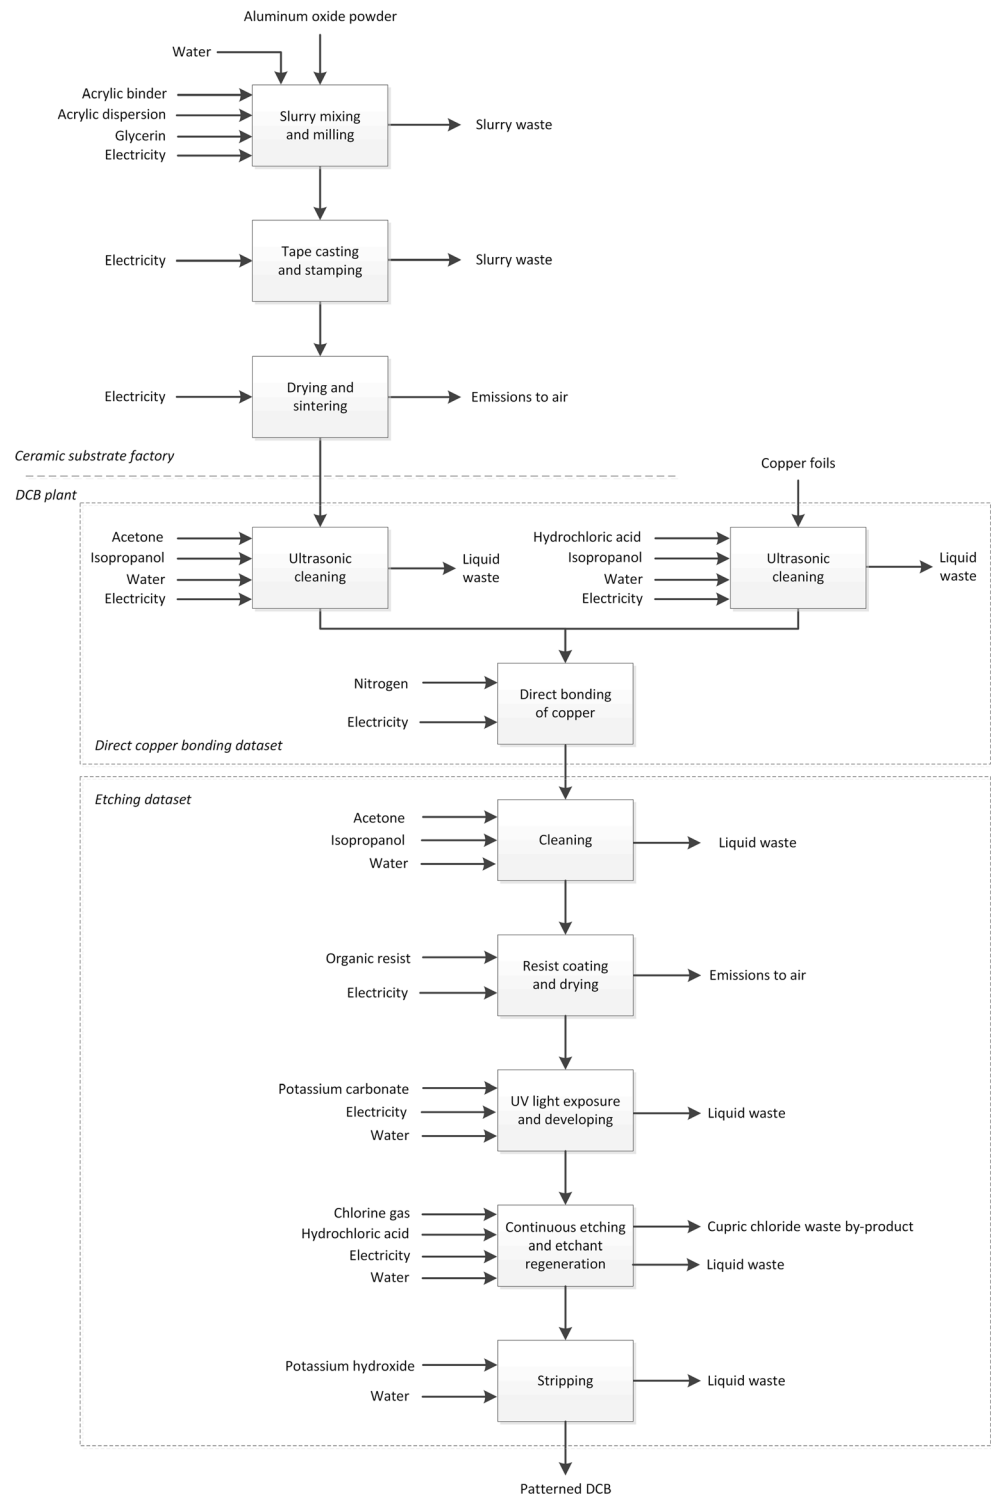 Aluminum oxide powder
Water
Acrylic binder
Acrylic dispersion
Glycerin
Electricity
Slurry mixing
and milling
Slurry waste
Electricity
Tape casting
and stamping
Slurry waste
Electricity
Drying and
sintering
Emissions to air
Ceramic substrate factory
DCB plant
Copper foils
Acetone
Isopropanol
Water
Electricity
Ultrasonic
cleaning
Liquid
waste
Hydrochloric acid
Isopropanol
Water
Electricity
Ultrasonic
cleaning
Liquid
waste
Nitrogen
Electricity
Direct bonding
of copper
Direct copper bonding dataset
Etching dataset
Acetone
Isopropanol
Water
Cleaning
Liquid waste
Organic resist
Electricity
Resist coating
and drying
Emissions to air
Potassium carbonate
Electricity
Water
UV light exposure
and developing
Liquid waste
Chlorine gas
Hydrochloric acid
Electricity
Water
Continuous etching
and etchant
regeneration
Cupric chloride waste by-product
Liquid waste
Potassium hydroxide
Water
Stripping
Liquid waste
Patterned DCB